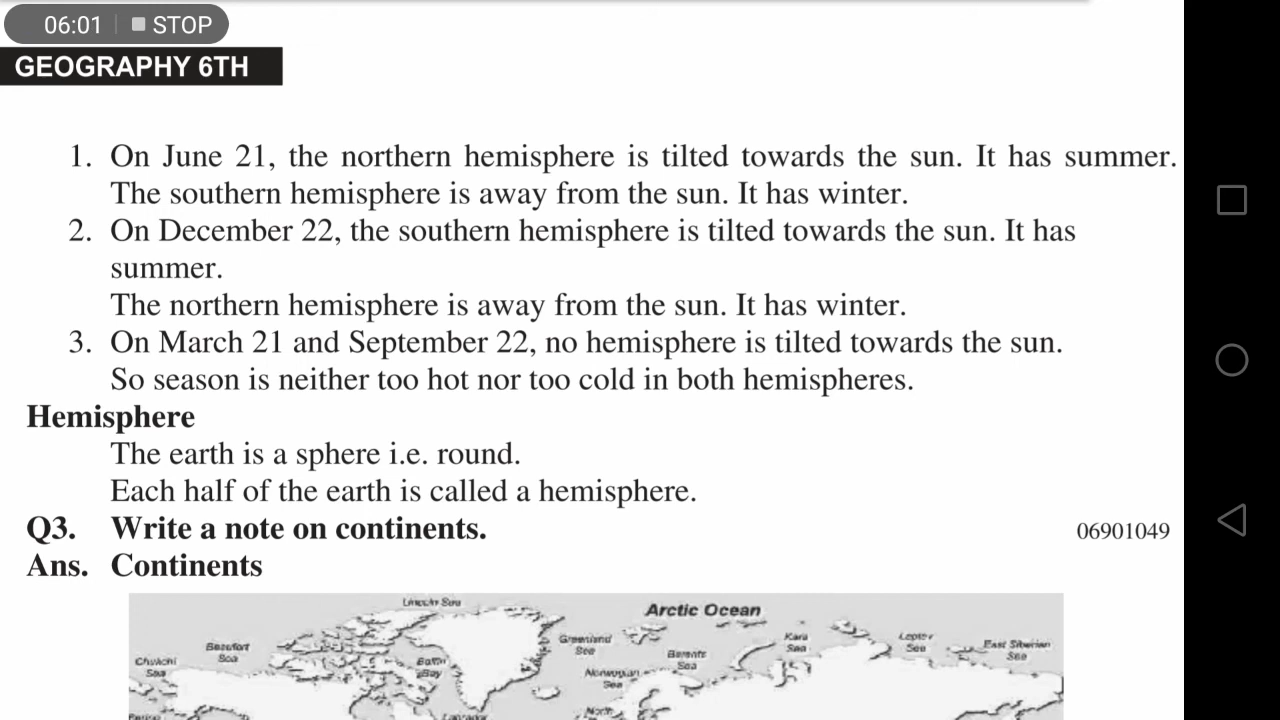 06:01 STOP
GEOGRAPHY 6TH
1. On June 21, the northern hemisphere is tilted towards the sun. It has summer.
The southern hemisphere is away from the sun. It has winter.
2. On December 22, the southern hemisphere is tilted towards the sun. It has
summer.
The northern hemisphere is away from the sun. It has winter.
3. On March 21 and September 22, no hemisphere is tilted towards the sun.
So season is neither too hot nor too cold in both hemispheres.
Hemisphere
The earth is a sphere i.e. round.
Each half of the earth is called a hemisphere.
Q3. Write a note on continents. 06901049
Ans. Continents
Lincoln Sea
Arctic Ocean
Beaufort
Sea
Greenland
Sea
Kara
Sea
Laptev
Sea
East Siberian
Sea
Chukchi
Sea
Baffin
Bay
Barents
Sea
Norwegian
Sea
North